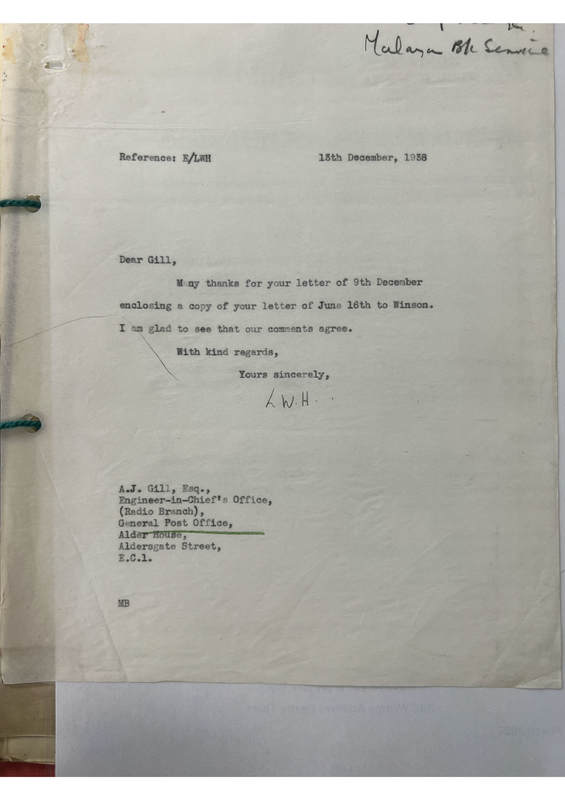 Malayan Bk Service
Reference: E/LWH 13th December, 1938
Dear Gill,
Many thanks for your letter of 9th December
enclosing a copy of your letter of June 16th to Winson.
I am glad to see that our comments agree.
With kind regards,
Yours sincerely,
L.W.H.
A.J. Gill, Esq.,
Engineer-in-Chief's Office,
(Radio Branch),
General Post Office,
Alder House,
Aldersgate Street,
E.C.1.
MB